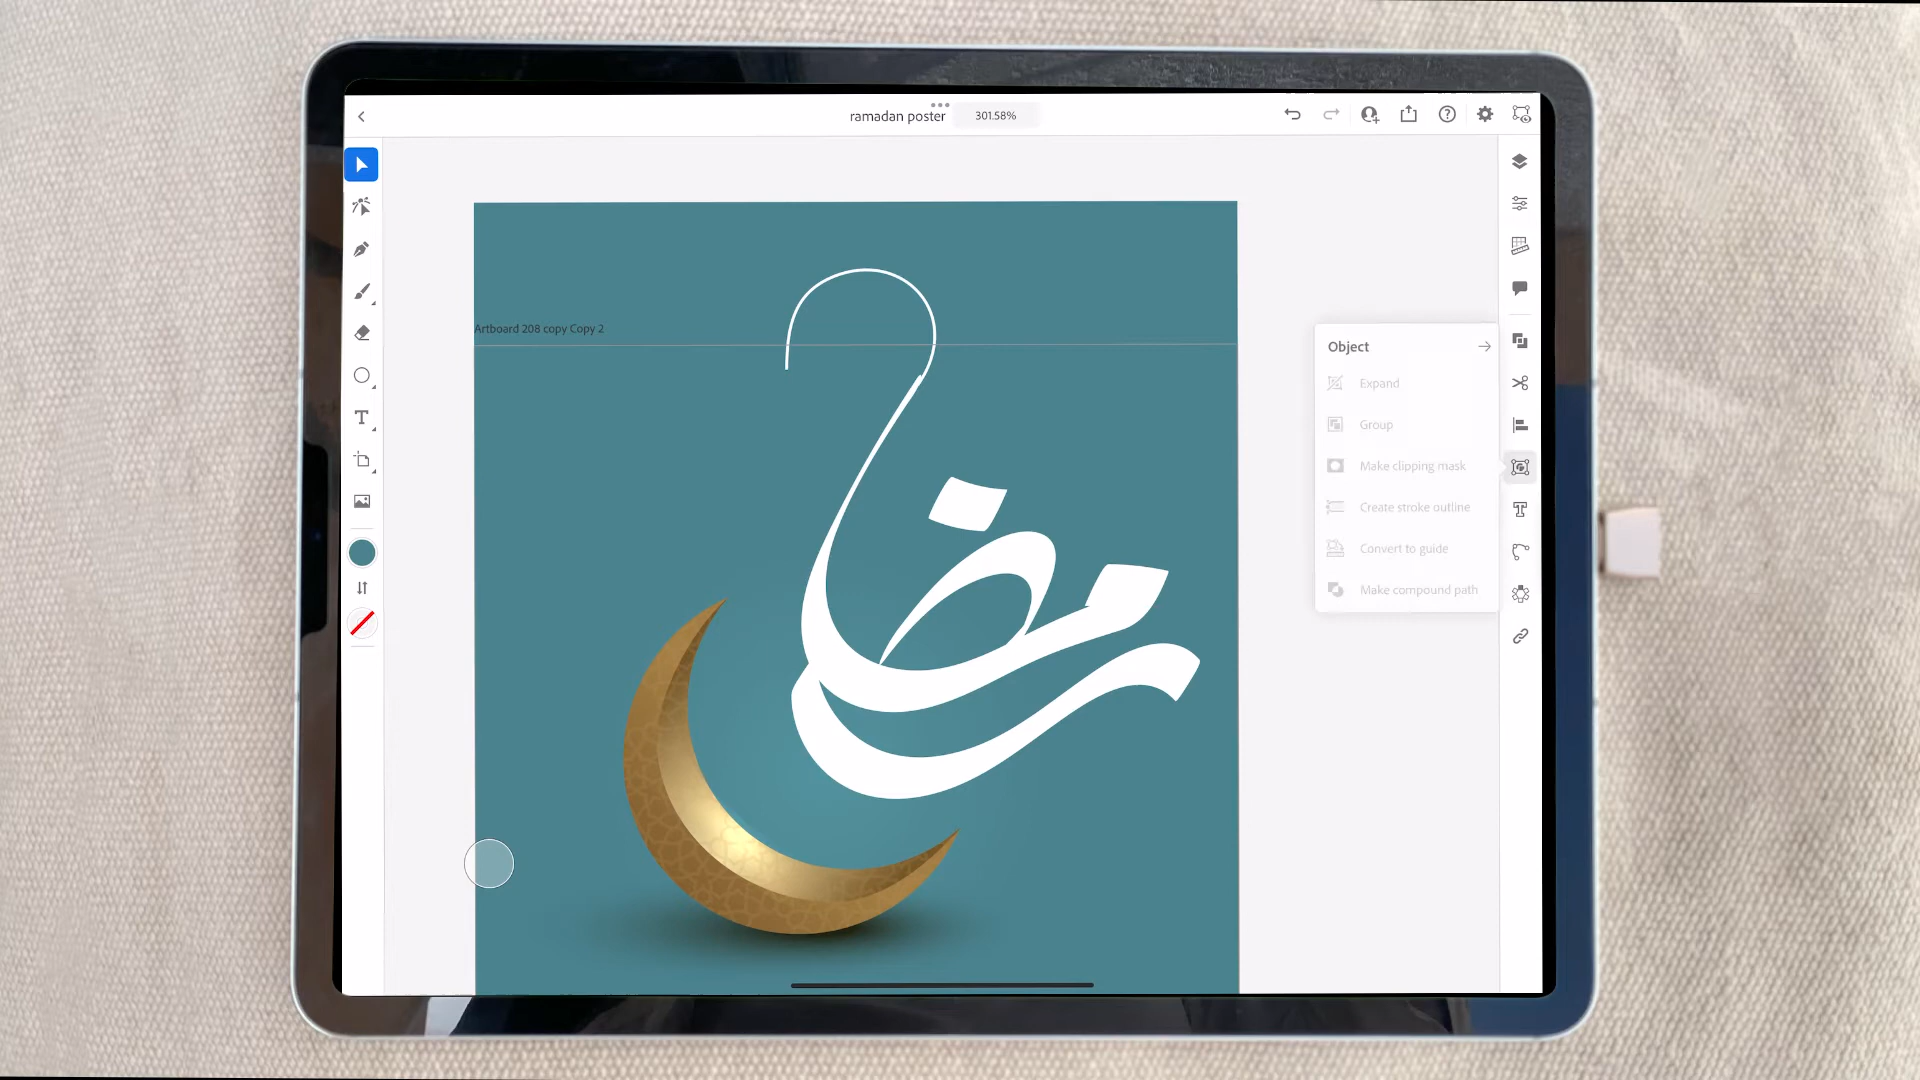 ramadan poster
301.58%
Artboard 208 copy Copy 2
رمضا
Object
Expand
Group
Make clipping mask
Create stroke outline
Convert to guide
Make compound path